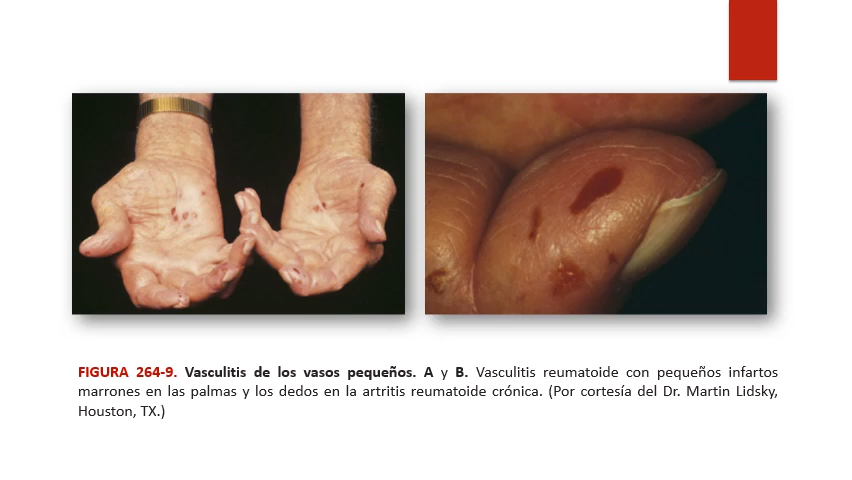 FIGURA 264-9. Vasculitis de los vasos pequeños. A y B. Vasculitis reumatoide con pequeños infartos
marrones en las palmas y los dedos en la artritis reumatoide crónica. (Por cortesía del Dr. Martin Lidsky,
Houston, TX.)